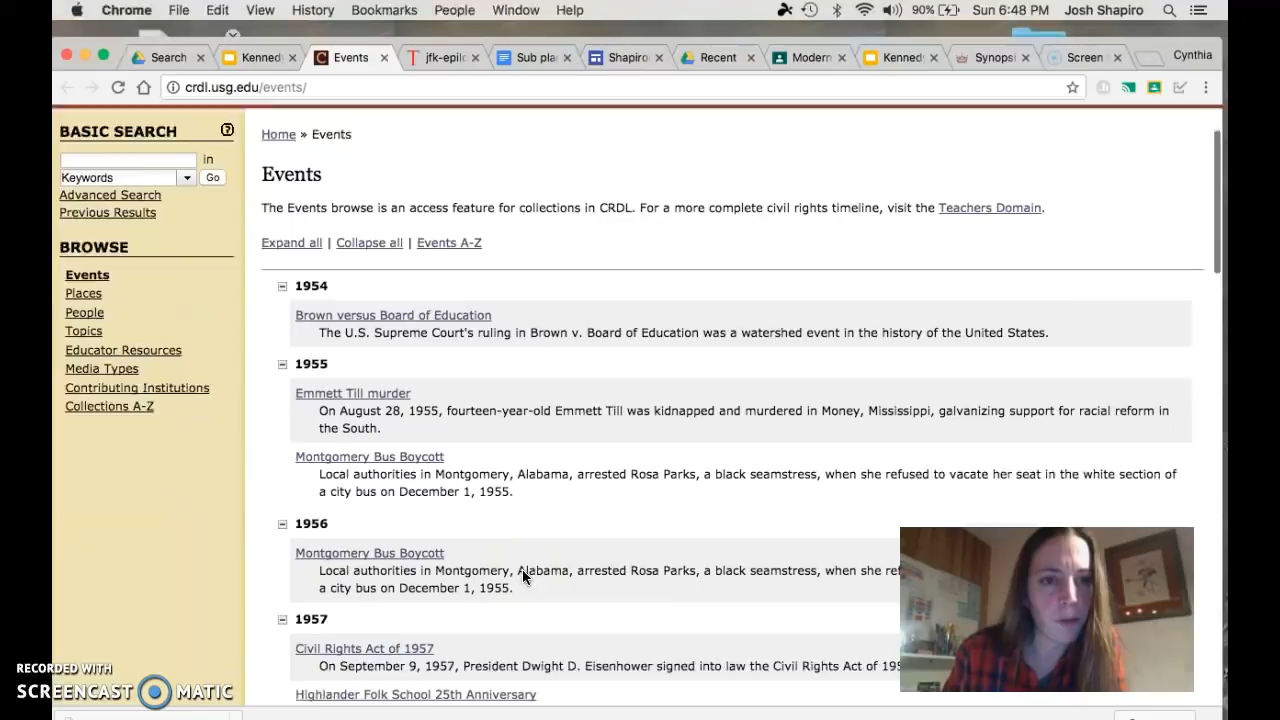 Chrome File Edit View History Bookmarks People Window Help 90% Sun 6:48 PM Josh Shapiro
Search Kennedy Events jfk-epil Sub pla Shapiro Recent Modern Kenned Synopsi Screen Cynthia
crdl.usg.edu/events/
BASIC SEARCH
in
Keywords Go
Advanced Search
Previous Results
BROWSE
Events
Places
People
Topics
Educator Resources
Media Types
Contributing Institutions
Collections A-Z
Home » Events
Events
The Events browse is an access feature for collections in CRDL. For a more complete civil rights timeline, visit the Teachers Domain.
Expand all | Collapse all | Events A-Z
1954
Brown versus Board of Education
The U.S. Supreme Court's ruling in Brown v. Board of Education was a watershed event in the history of the United States.
1955
Emmett Till murder
On August 28, 1955, fourteen-year-old Emmett Till was kidnapped and murdered in Money, Mississippi, galvanizing support for racial reform in
the South.
Montgomery Bus Boycott
Local authorities in Montgomery, Alabama, arrested Rosa Parks, a black seamstress, when she refused to vacate her seat in the white section of
a city bus on December 1, 1955.
1956
Montgomery Bus Boycott
Local authorities in Montgomery, Alabama, arrested Rosa Parks, a black seamstress, when she ref
a city bus on December 1, 1955.
1957
Civil Rights Act of 1957
On September 9, 1957, President Dwight D. Eisenhower signed into law the Civil Rights Act of 195
Highlander Folk School 25th Anniversary
RECORDED WITH
SCREENCAST MATIC